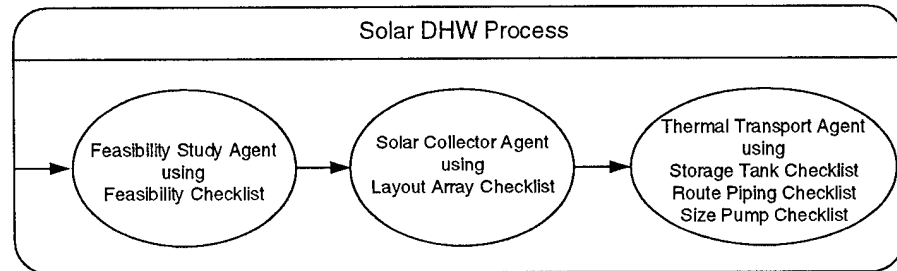 Solar DHW Process
Feasibility Study Agent
using
Feasibility Checklist
Solar Collector Agent
using
Layout Array Checklist
Thermal Transport Agent
using
Storage Tank Checklist
Route Piping Checklist
Size Pump Checklist